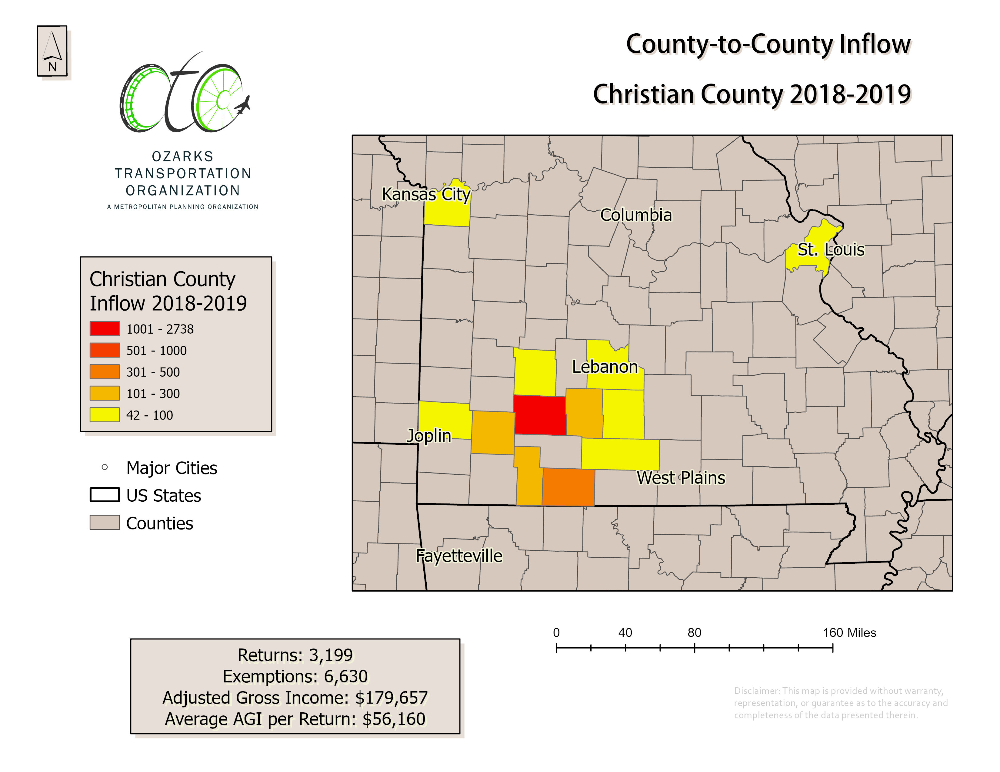 County-to-County Inflow
Christian County 2018-2019
N
OZARKS
TRANSPORTATION
ORGANIZATION
A METROPOLITAN PLANNING ORGANIZATION
Christian County
Inflow 2018-2019
1001 - 2738
501 - 1000
301 - 500
101 - 300
42 - 100
Major Cities
US States
Counties
Kansas City
Columbia
St. Louis
Lebanon
Joplin
West Plains
Fayetteville
0 40 80 160 Miles
Returns: 3,199
Exemptions: 6,630
Adjusted Gross Income: $179,657
Average AGI per Return: $56,160
Disclaimer: This map is provided without warranty,
representation, or guarantee as to the accuracy and
completeness of the data presented therein.